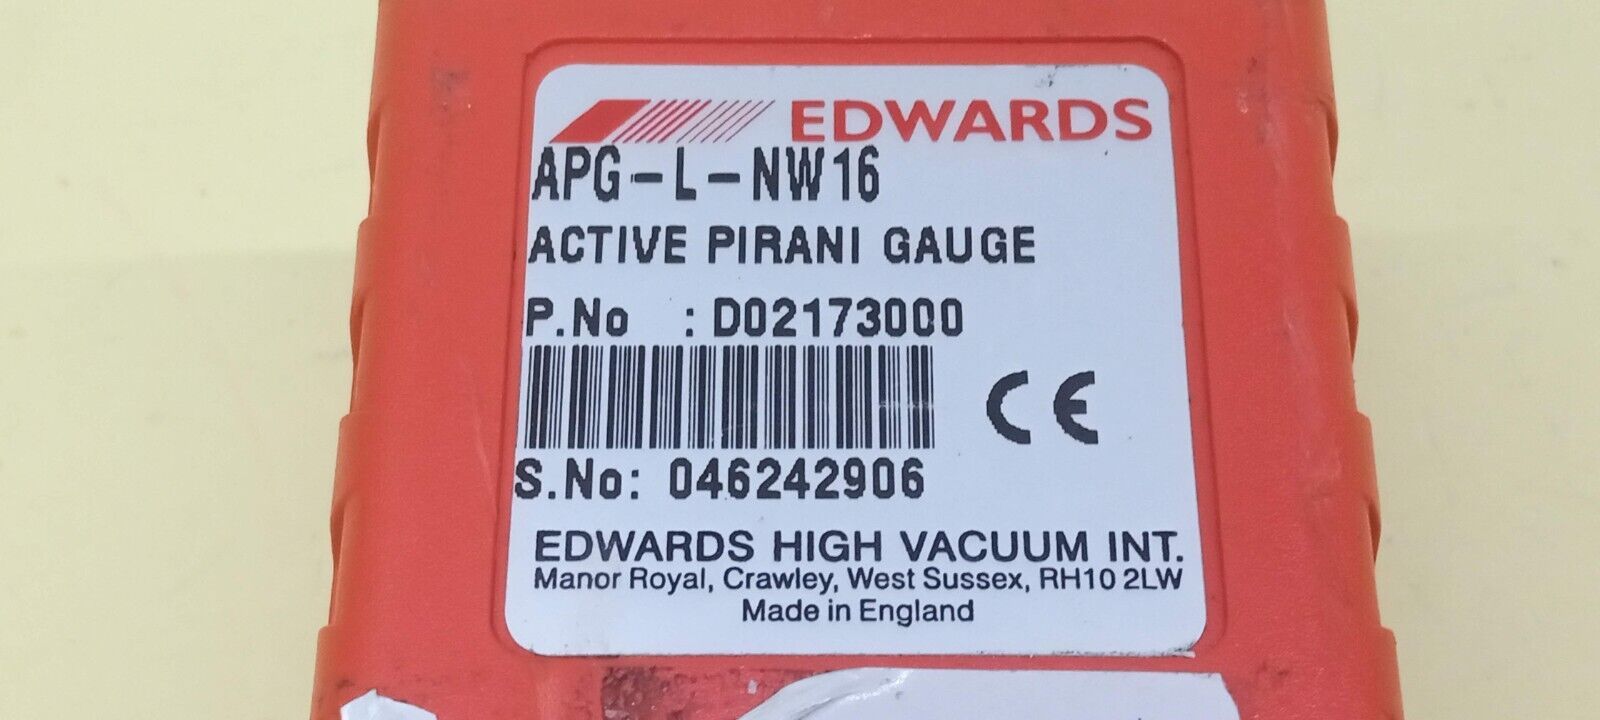 EDWARDS
APG-L-NW16
ACTIVE PIRANI GAUGE
P.No : D02173000
CE
S.No: 046242906
EDWARDS HIGH VACUUM INT.
Manor Royal, Crawley, West Sussex, RH10 2LW
Made in England